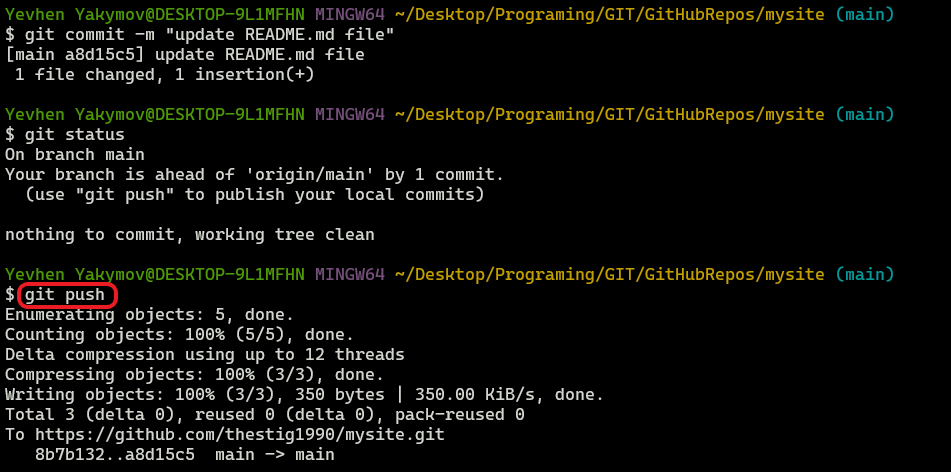 Yevhen Yakymov@DESKTOP-9L1MFHN MINGW64 ~/Desktop/Programing/GIT/GitHubRepos/mysite (main)
$ git commit -m "update README.md file"
[main a8d15c5] update README.md file
 1 file changed, 1 insertion(+)

Yevhen Yakymov@DESKTOP-9L1MFHN MINGW64 ~/Desktop/Programing/GIT/GitHubRepos/mysite (main)
$ git status
On branch main
Your branch is ahead of 'origin/main' by 1 commit.
  (use "git push" to publish your local commits)

nothing to commit, working tree clean

Yevhen Yakymov@DESKTOP-9L1MFHN MINGW64 ~/Desktop/Programing/GIT/GitHubRepos/mysite (main)
$ git push
Enumerating objects: 5, done.
Counting objects: 100% (5/5), done.
Delta compression using up to 12 threads
Compressing objects: 100% (3/3), done.
Writing objects: 100% (3/3), 350 bytes | 350.00 KiB/s, done.
Total 3 (delta 0), reused 0 (delta 0), pack-reused 0
To https://github.com/thestig1990/mysite.git
   8b7b132..a8d15c5  main -> main